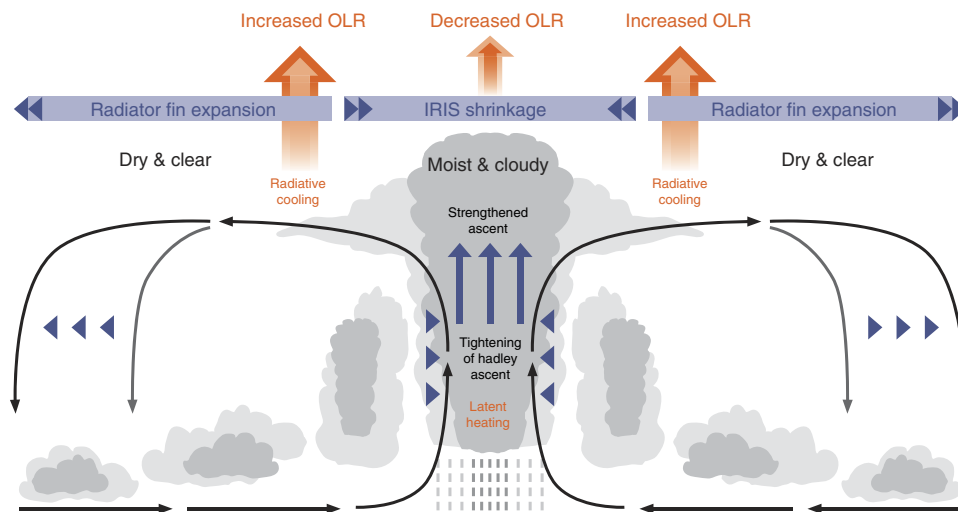 Increased OLR
Decreased OLR
Increased OLR
Radiator fin expansion
IRIS shrinkage
Radiator fin expansion
Dry & clear
Moist & cloudy
Dry & clear
Radiative
cooling
Radiative
cooling
Strengthened
ascent
Tightening
of hadley
ascent
Latent
heating